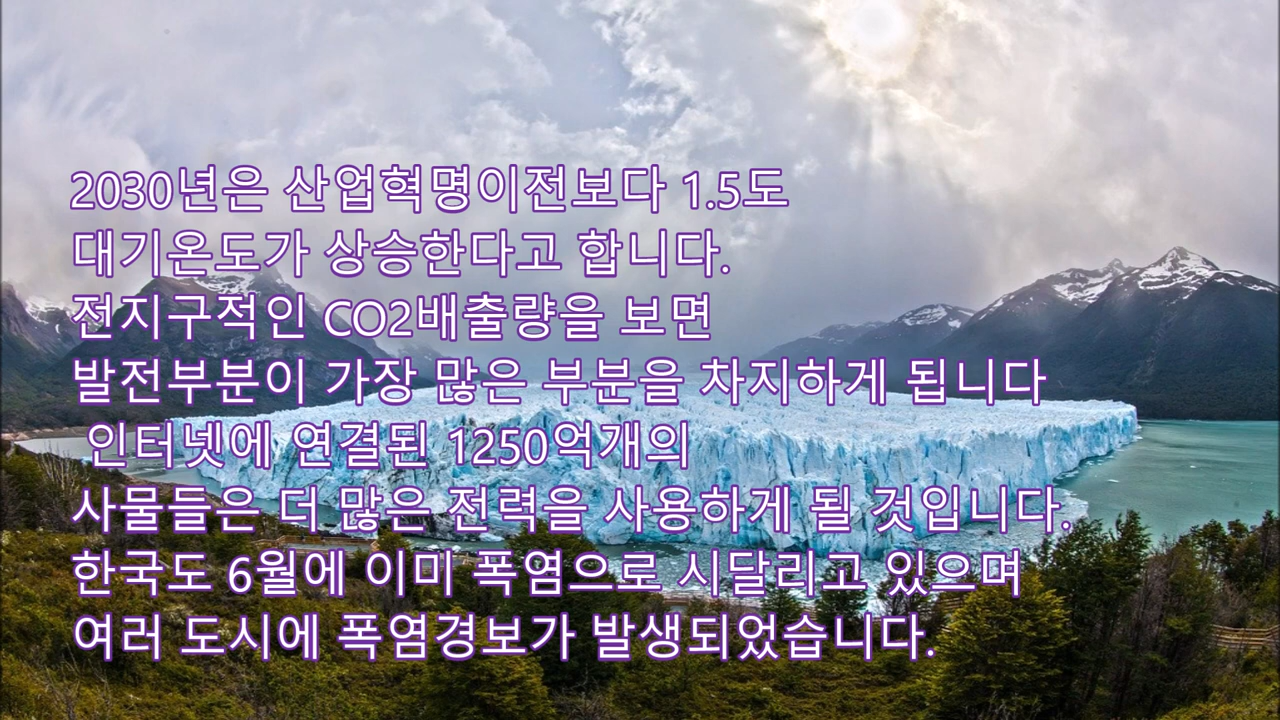 2030년은 산업혁명이전보다 1.5도
대기온도가 상승한다고 합니다.
전지구적인 CO2배출량을 보면
발전부분이 가장 많은 부분을 차지하게 됩니다
인터넷에 연결된 1250억개의
사물들은 더 많은 전력을 사용하게 될 것입니다.
한국도 6월에 이미 폭염으로 시달리고 있으며
여러 도시에 폭염경보가 발생되었습니다.